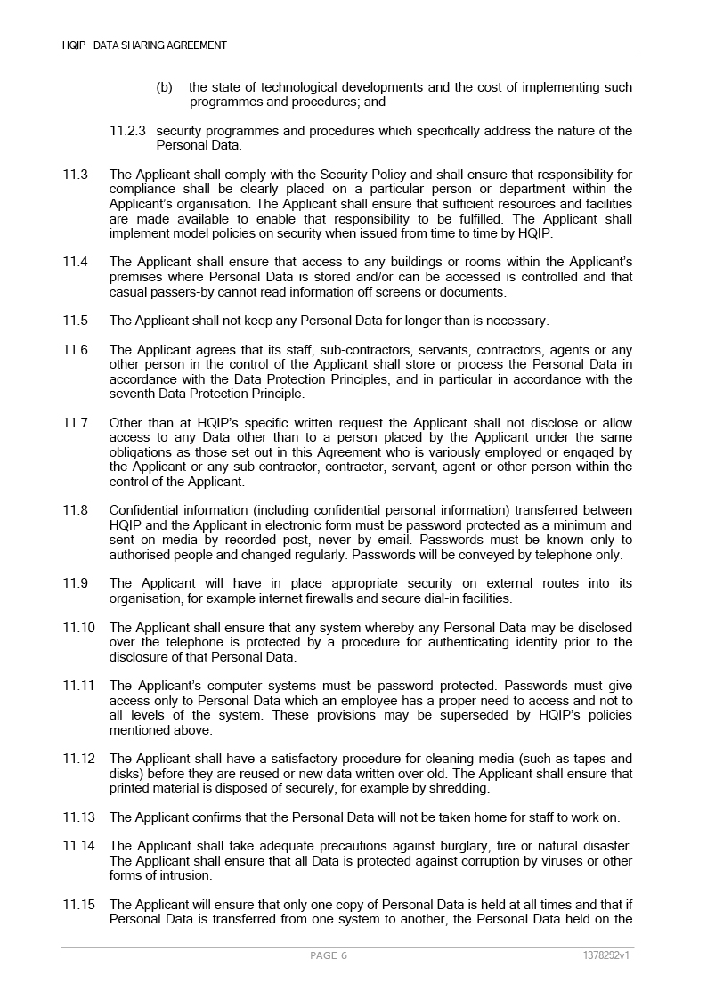 HQIP - DATA SHARING AGREEMENT
(b) the state of technological developments and the cost of implementing such
programmes and procedures; and
11.2.3 security programmes and procedures which specifically address the nature of the
Personal Data.
11.3 The Applicant shall comply with the Security Policy and shall ensure that responsibility for
compliance shall be clearly placed on a particular person or department within the
Applicant's organisation. The Applicant shall ensure that sufficient resources and facilities
are made available to enable that responsibility to be fulfilled. The Applicant shall
implement model policies on security when issued from time to time by HQIP.
11.4 The Applicant shall ensure that access to any buildings or rooms within the Applicant's
premises where Personal Data is stored and/or can be accessed is controlled and that
casual passers-by cannot read information off screens or documents.
11.5 The Applicant shall not keep any Personal Data for longer than is necessary.
11.6 The Applicant agrees that its staff, sub-contractors, servants, contractors, agents or any
other person in the control of the Applicant shall store or process the Personal Data in
accordance with the Data Protection Principles, and in particular in accordance with the
seventh Data Protection Principle.
11.7 Other than at HQIP's specific written request the Applicant shall not disclose or allow
access to any Data other than to a person placed by the Applicant under the same
obligations as those set out in this Agreement who is variously employed or engaged by
the Applicant or any sub-contractor, contractor, servant, agent or other person within the
control of the Applicant.
11.8 Confidential information (including confidential personal information) transferred between
HQIP and the Applicant in electronic form must be password protected as a minimum and
sent on media by recorded post, never by email. Passwords must be known only to
authorised people and changed regularly. Passwords will be conveyed by telephone only.
11.9 The Applicant will have in place appropriate security on external routes into its
organisation, for example internet firewalls and secure dial-in facilities.
11.10 The Applicant shall ensure that any system whereby any Personal Data may be disclosed
over the telephone is protected by a procedure for authenticating identity prior to the
disclosure of that Personal Data.
11.11 The Applicant's computer systems must be password protected. Passwords must give
access only to Personal Data which an employee has a proper need to access and not to
all levels of the system. These provisions may be superseded by HQIP's policies
mentioned above.
11.12 The Applicant shall have a satisfactory procedure for cleaning media (such as tapes and
disks) before they are reused or new data written over old. The Applicant shall ensure that
printed material is disposed of securely, for example by shredding.
11.13 The Applicant confirms that the Personal Data will not be taken home for staff to work on.
11.14 The Applicant shall take adequate precautions against burglary, fire or natural disaster.
The Applicant shall ensure that all Data is protected against corruption by viruses or other
forms of intrusion.
11.15 The Applicant will ensure that only one copy of Personal Data is held at all times and that if
Personal Data is transferred from one system to another, the Personal Data held on the
PAGE 6 1378292v1